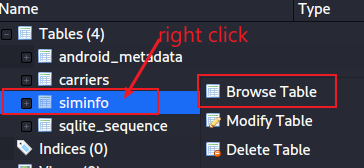 Name
Type
Tables (4)
right click
android_metadata
carriers
Browse Table
siminfo
Modify Table
sqlite_sequence
Indices (0)
Delete Table